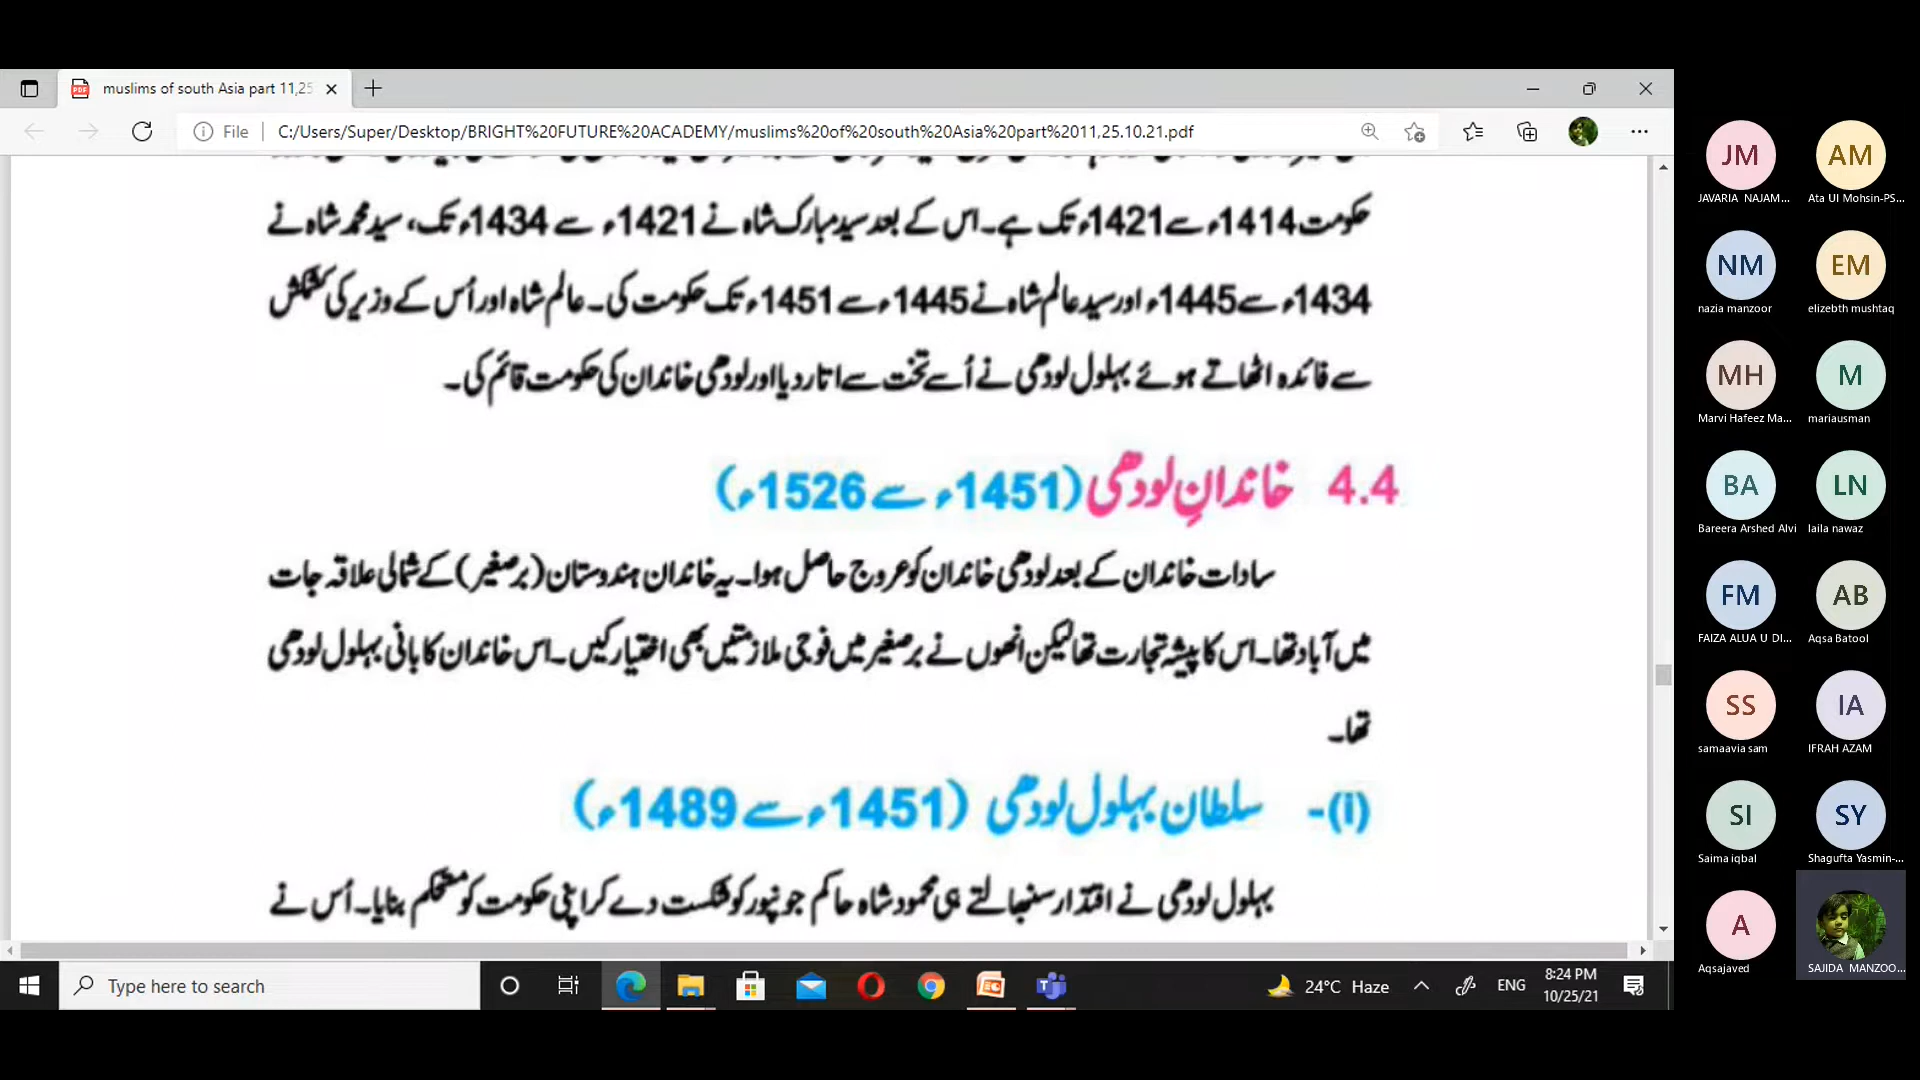 muslims of south Asia part 11,25
File
C:/Users/Super/Desktop/BRIGHT%20FUTURE%20ACADEMY/muslims%20of%20south%20Asia%20part%2011,25.10.21.pdf
حکومت 1414ء سے 1421ء تک ہے۔ اس کے بعد سید مبارک شاہ نے 1421ء سے 1434ء تک، سید محمد شاہ نے
1434ء سے 1445ء اور سید عالم شاہ نے 1445ء سے 1451ء تک حکومت کی۔ عالم شاہ اور اُس کے وزیر کی کشمکش
سے فائدہ اٹھاتے ہوئے بہلول لودھی نے اُسے تخت سے اتار دیا اور لودھی خاندان کی حکومت قائم کی۔
4.4 خاندانِ لودھی (1451ء سے 1526ء)
سادات خاندان کے بعد لودھی خاندان کو عروج حاصل ہوا۔ یہ خاندان ہندوستان (برصغیر) کے شمالی علاقہ جات
میں آباد تھا۔ اس کا پیشہ تجارت تھا لیکن انھوں نے برصغیر میں فوجی ملازمتیں بھی اختیار کیں۔ اس خاندان کا بانی بہلول لودھی
تھا۔
(i)- سلطان بہلول لودھی (1451ء سے 1489ء)
بہلول لودھی نے اقتدار سنبھالتے ہی محمود شاہ حاکم جونپور کو شکست دے کر اپنی حکومت کو مستحکم بنایا۔ اُس نے
JM
AM
JAVARIA NAJAM...
Ata Ul Mohsin-PS...
NM
EM
nazia manzoor
elizebth mushtaq
MH
M
Marvi Hafeez Ma...
mariausman
BA
LN
Bareera Arshed Alvi
laila nawaz
FM
AB
FAIZA ALUA U DI...
Aqsa Batool
SS
IA
samaavia sam
IFRAH AZAM
SI
SY
Saima iqbal
Shagufta Yasmin-...
A
Aqsajaved
SAJIDA MANZOO...
Type here to search
24°C Haze
ENG
8:24 PM
10/25/21